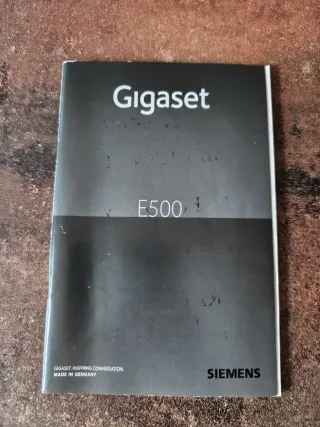 Gigaset
E500
GIGASET. INSPIRING CONVERSATION.
MADE IN GERMANY
SIEMENS